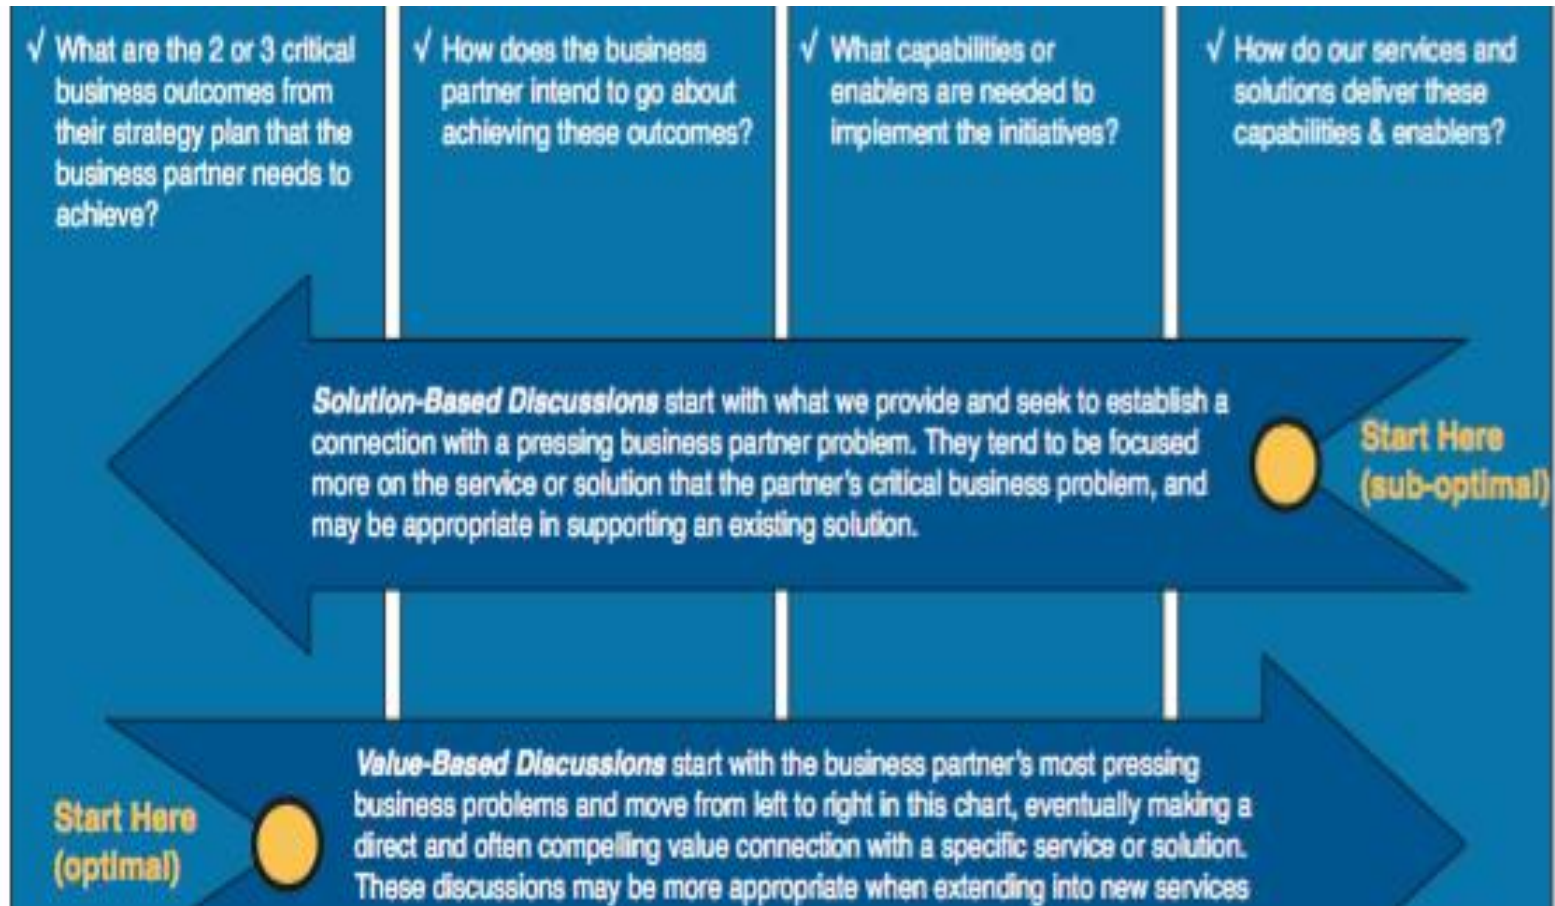 √ What are the 2 or 3 critical
business outcomes from
their strategy plan that the
business partner needs to
achieve?
√ How does the business
partner intend to go about
achieving these outcomes?
√ What capabilities or
enablers are needed to
implement the initiatives?
√ How do our services and
solutions deliver these
capabilities & enablers?
Solution-Based Discussions start with what we provide and seek to establish a
connection with a pressing business partner problem. They tend to be focused
more on the service or solution that the partner's critical business problem, and
may be appropriate in supporting an existing solution.
Start Here
(sub-optimal)
Start Here
(optimal)
Value-Based Discussions start with the business partner's most pressing
business problems and move from left to right in this chart, eventually making a
direct and often compelling value connection with a specific service or solution.
These discussions may be more appropriate when extending into new services